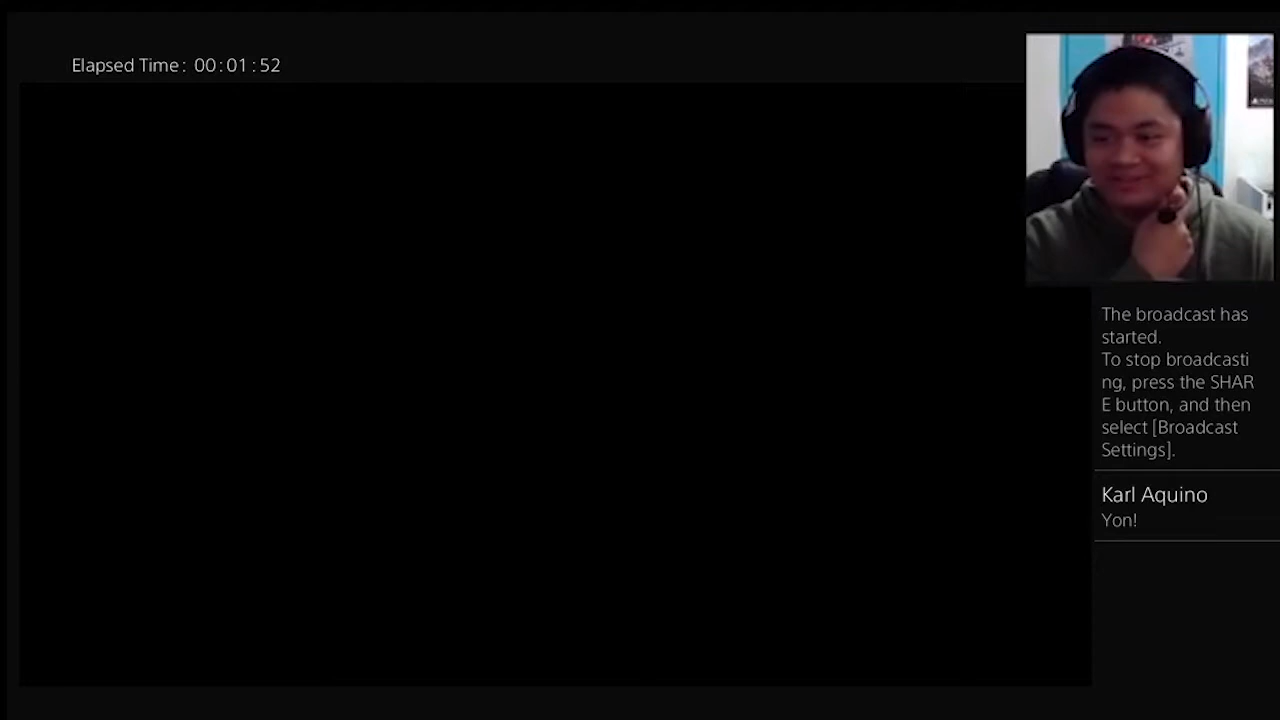 Elapsed Time: 00:01:52
The broadcast has
started.
To stop broadcasti
ng, press the SHAR
E button, and then
select [Broadcast
Settings].
Karl Aquino
Yon!